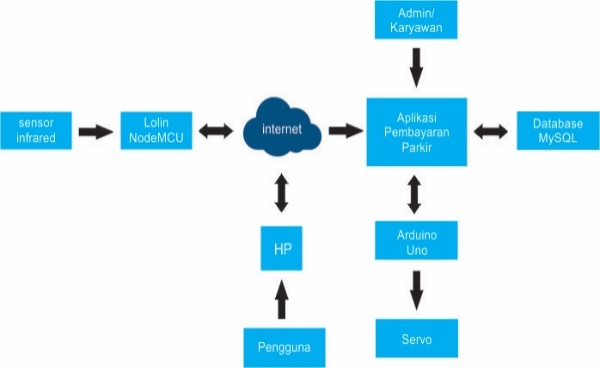 Admin/
Karyawan
sensor
infrared
Lolin
NodeMCU
internet
Aplikasi
Pembayaran
Parkir
Database
MySQL
HP
Arduino
Uno
Pengguna
Servo